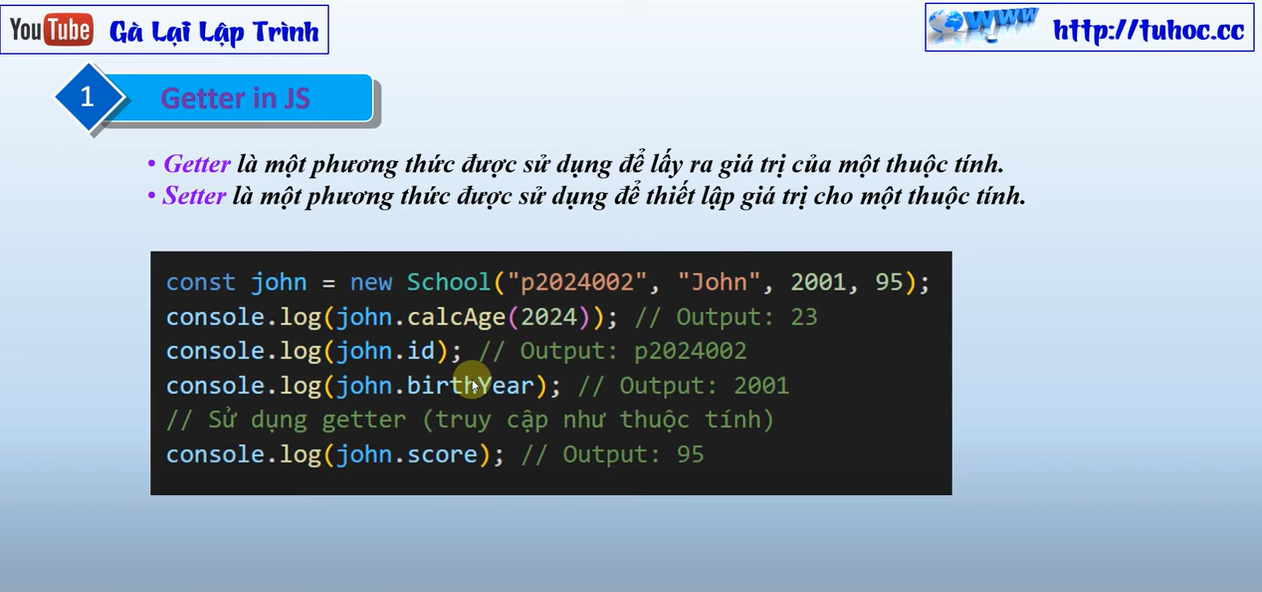 YouTube Gà Lại Lập Trình
WWW http://tuhoc.cc
1 Getter in JS
• Getter là một phương thức được sử dụng để lấy ra giá trị của một thuộc tính.
• Setter là một phương thức được sử dụng để thiết lập giá trị cho một thuộc tính.
const john = new School("p2024002", "John", 2001, 95);
console.log(john.calcAge(2024)); // Output: 23
console.log(john.id); // Output: p2024002
console.log(john.birthYear); // Output: 2001
// Sử dụng getter (truy cập như thuộc tính)
console.log(john.score); // Output: 95